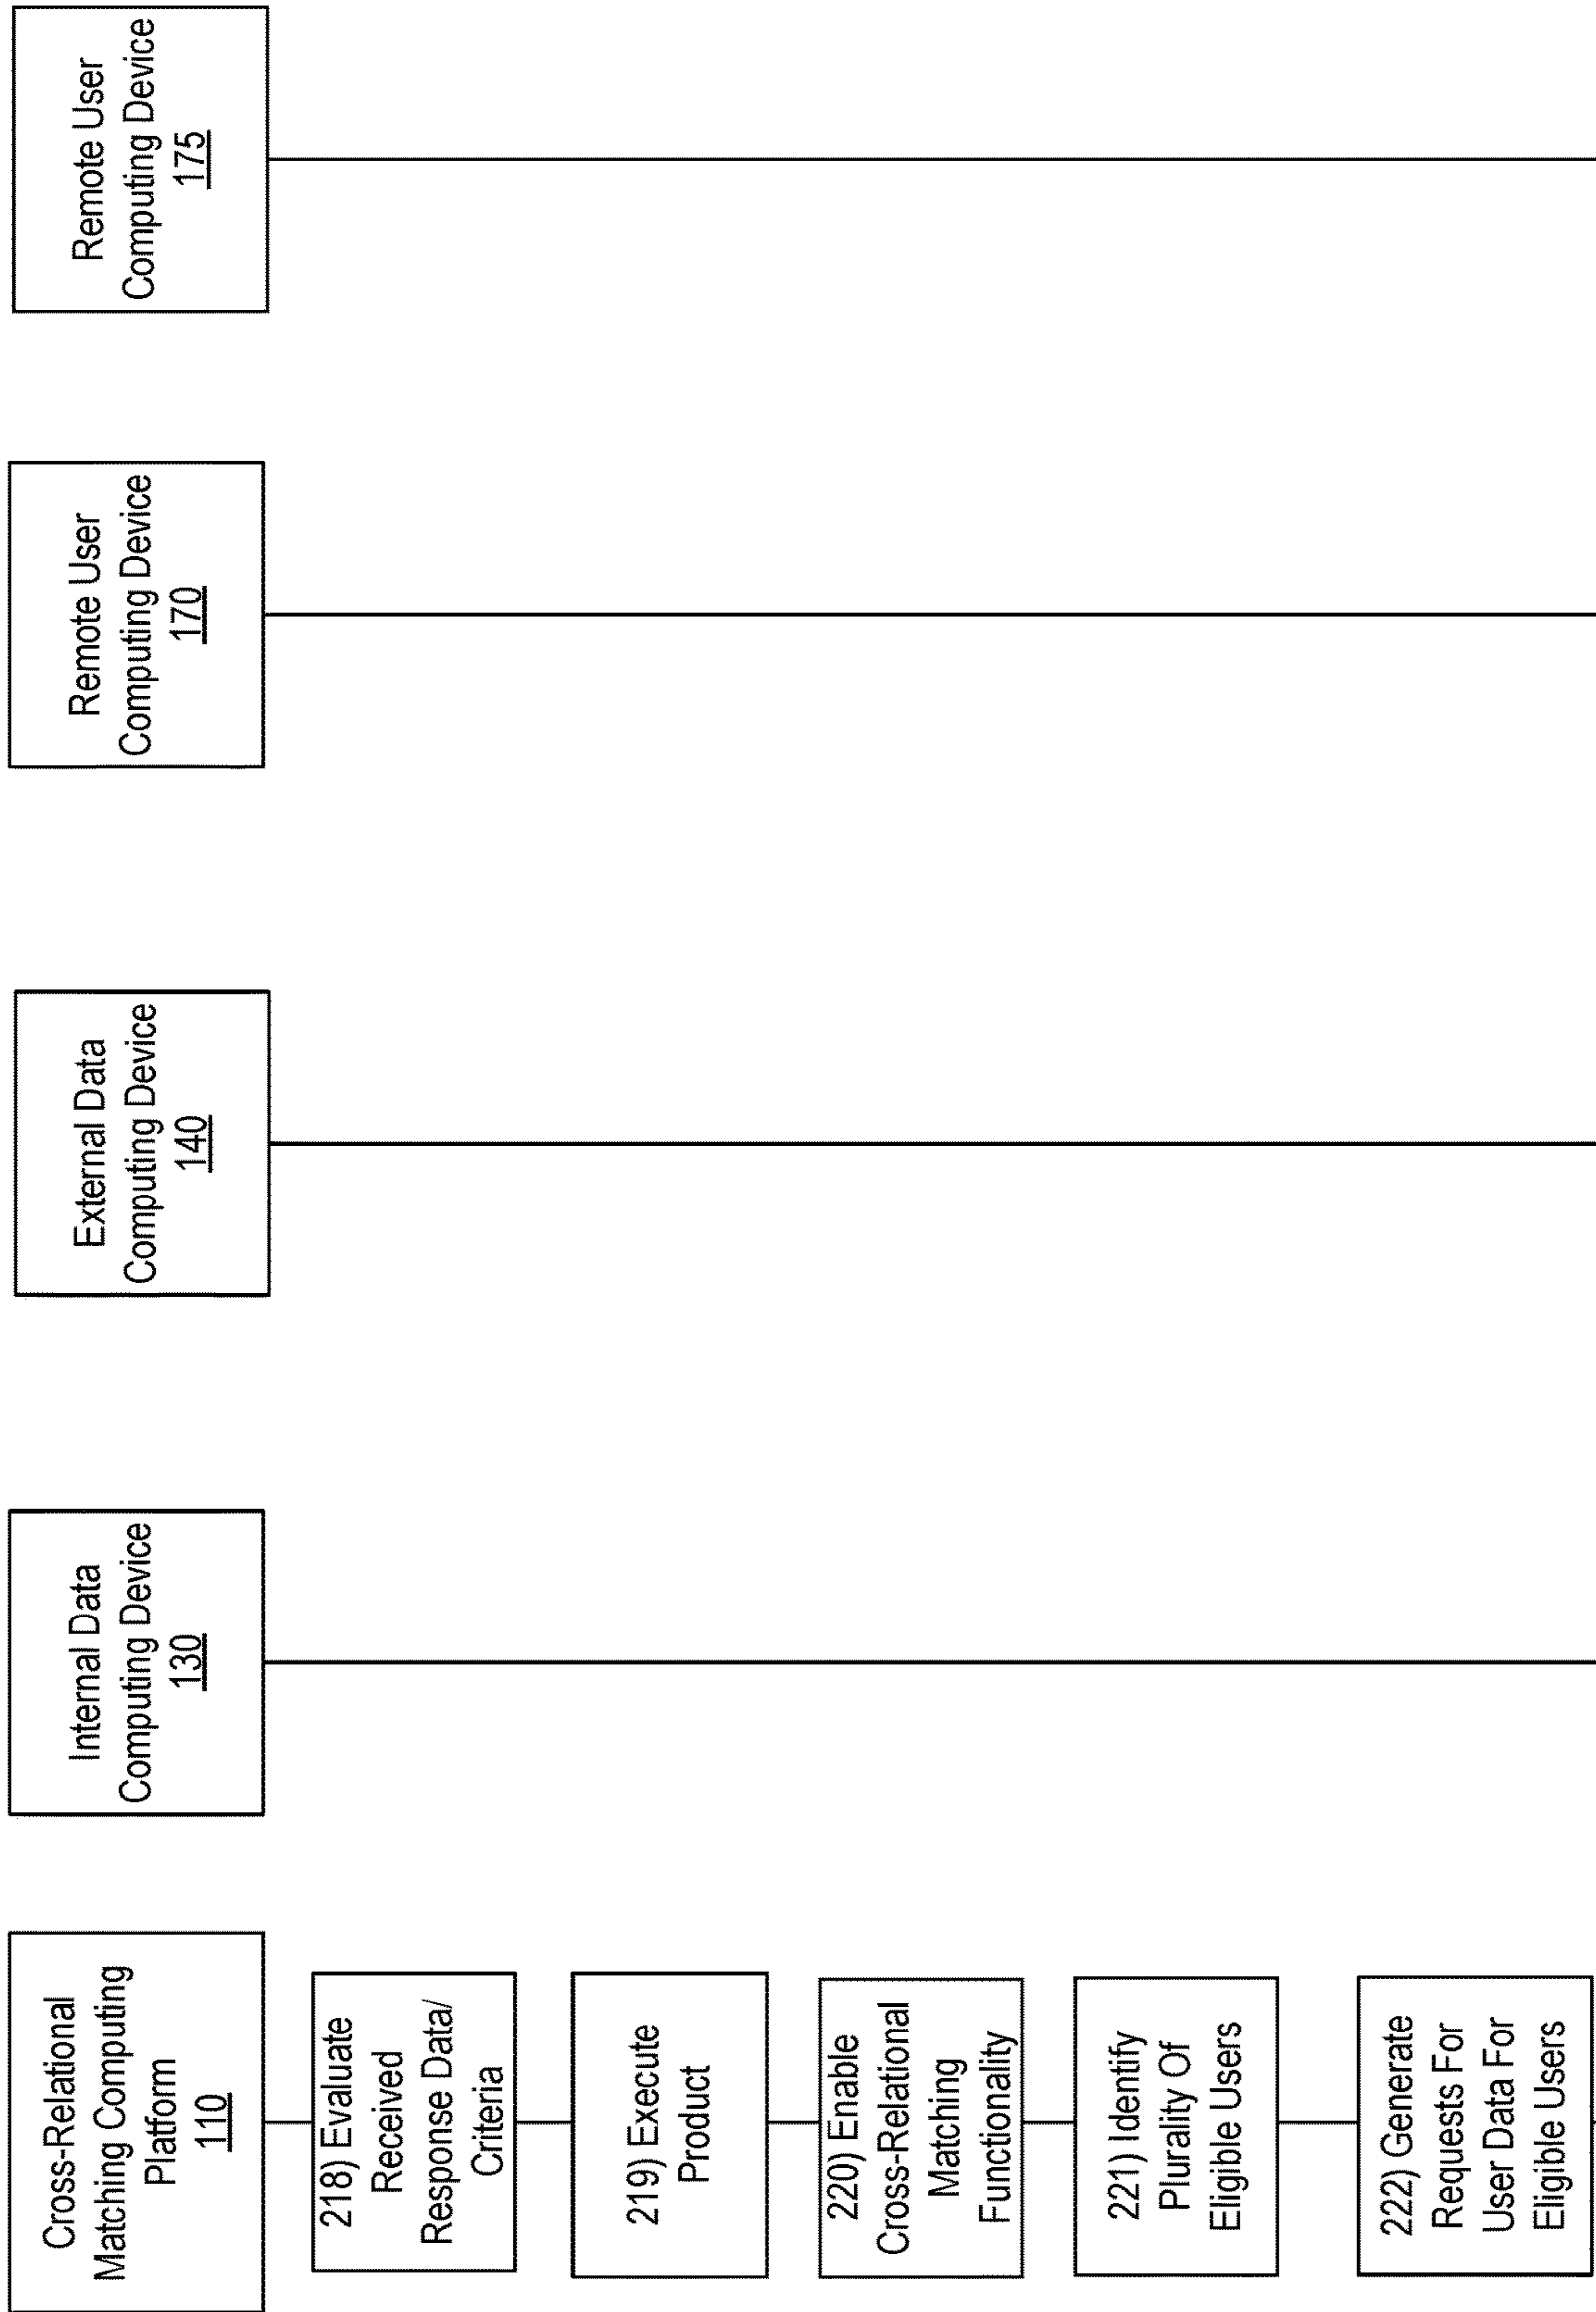 Cross-Relational
Matching Computing
Platform
110
Internal Data
Computing Device
130
External Data
Computing Device
140
Remote User
Computing Device
170
Remote User
Computing Device
175
218) Evaluate
Received
Response Data/
Criteria
219) Execute
Product
220) Enable
Cross-Relational
Matching
Functionality
221) Identify
Plurality Of
Eligible Users
222) Generate
Requests For
User Data For
Eligible Users